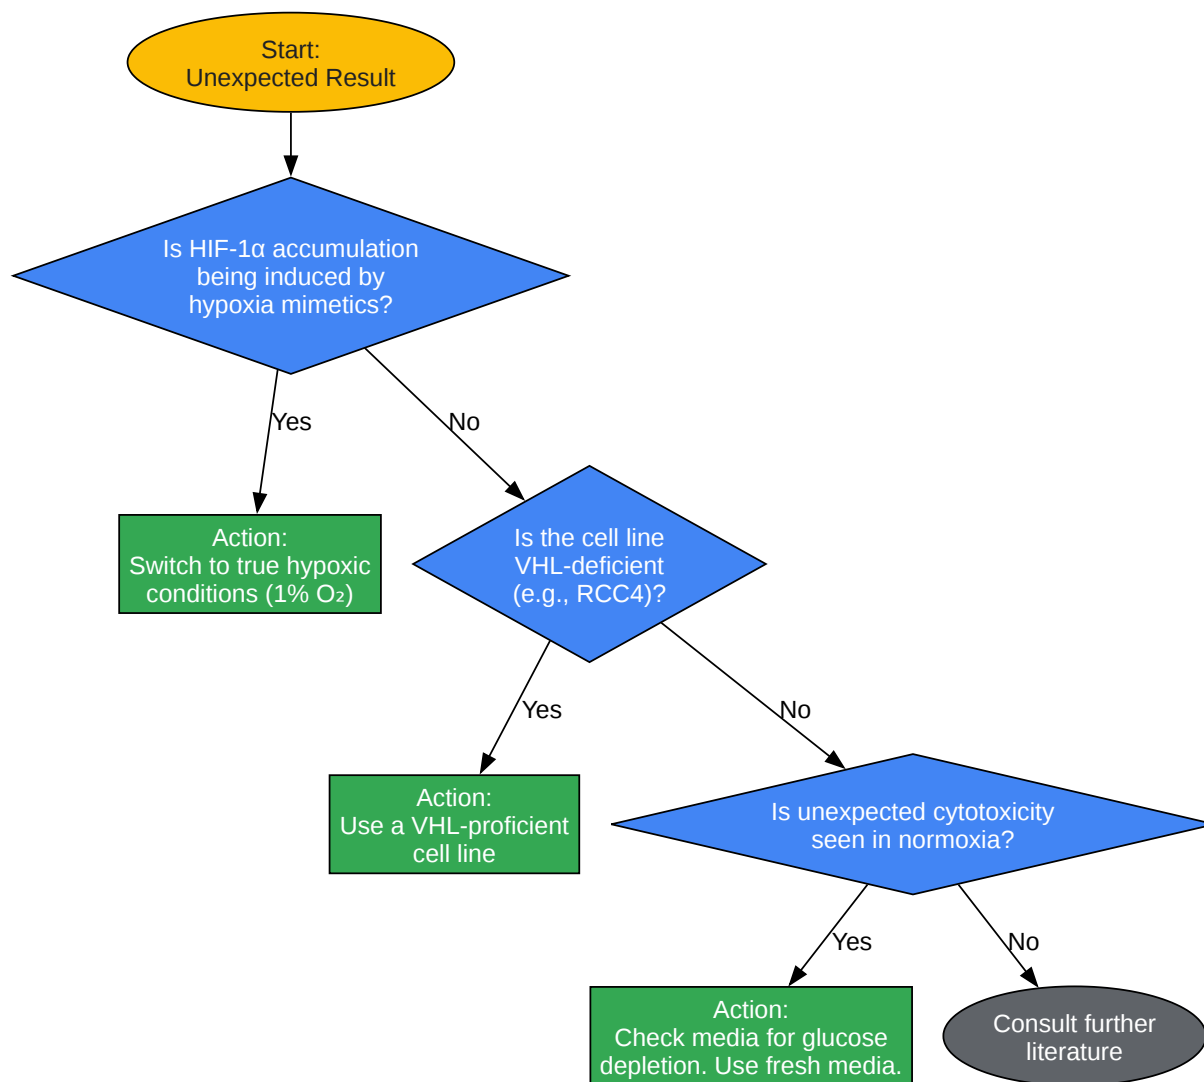 Start:
Unexpected Result
Is HIF-1α accumulation
being induced by
hypoxia mimetics?
Yes
No
Action:
Switch to true hypoxic
conditions (1% O₂)
Is the cell line
VHL-deficient
(e.g., RCC4)?
Yes
No
Action:
Use a VHL-proficient
cell line
Is unexpected cytotoxicity
seen in normoxia?
Yes
No
Action:
Check media for glucose
depletion. Use fresh media.
Consult further
literature